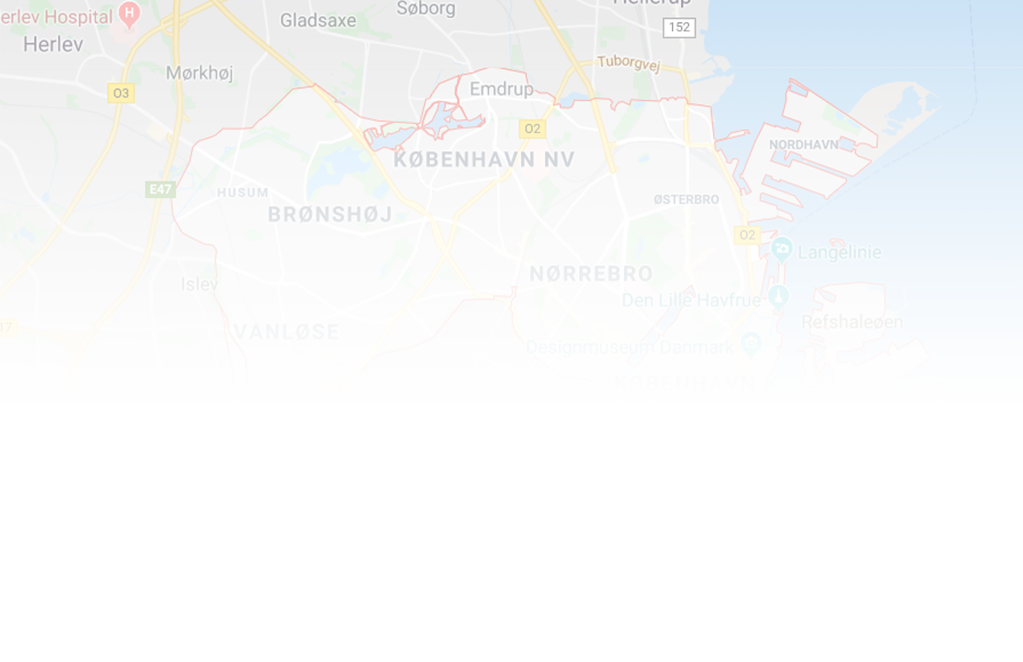 Søborg
Hellerup
erlev Hospital
H
Gladsaxe
152
Herlev
Tuborgvej
Mørkhøj
Emdrup
O3
O2
NORDHAVN
KØBENHAVN NV
E47
HUSUM
ØSTERBRO
BRØNSHØJ
O2
Langelinie
NØRREBRO
Islev
Den Lille Havfrue
Refshaleøen
17
VANLØSE
Designmuseum Danmark
KØBENHAVN K